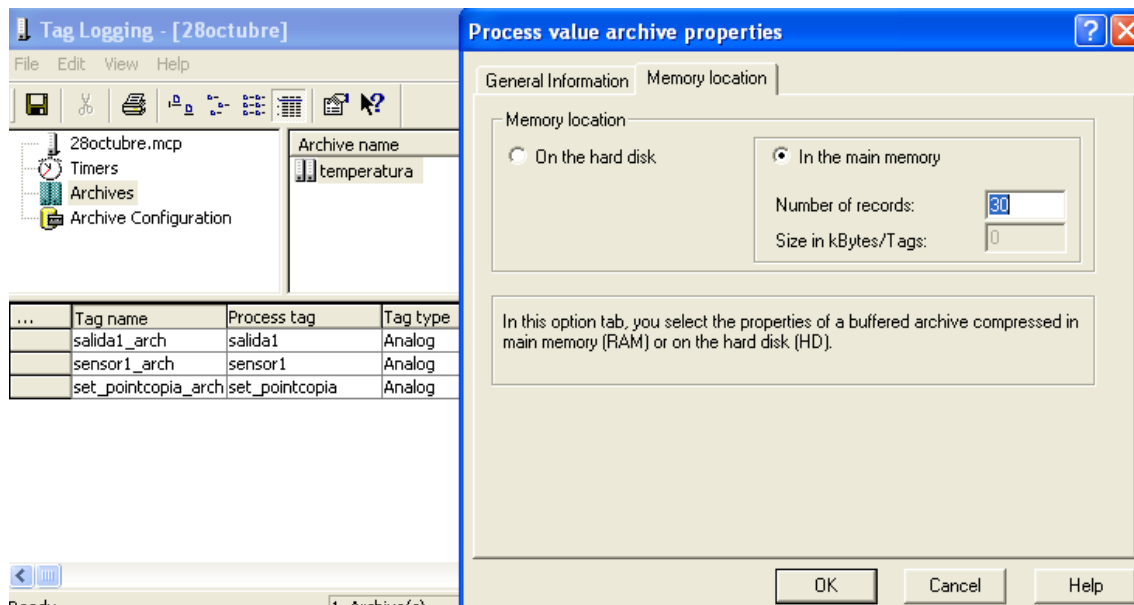 Tag Logging - [28octubre]
File Edit View Help
28octubre.mcp
Timers
Archives
Archive Configuration
Archive name
temperatura
... Tag name Process tag Tag type
salida1_arch salida1 Analog
sensor1_arch sensor1 Analog
set_pointcopia_arch set_pointcopia Analog
1 Archive(s)
Process value archive properties
General Information Memory location
Memory location
On the hard disk
In the main memory
Number of records: 30
Size in kBytes/Tags: 0
In this option tab, you select the properties of a buffered archive compressed in
main memory (RAM) or on the hard disk (HD).
OK Cancel Help